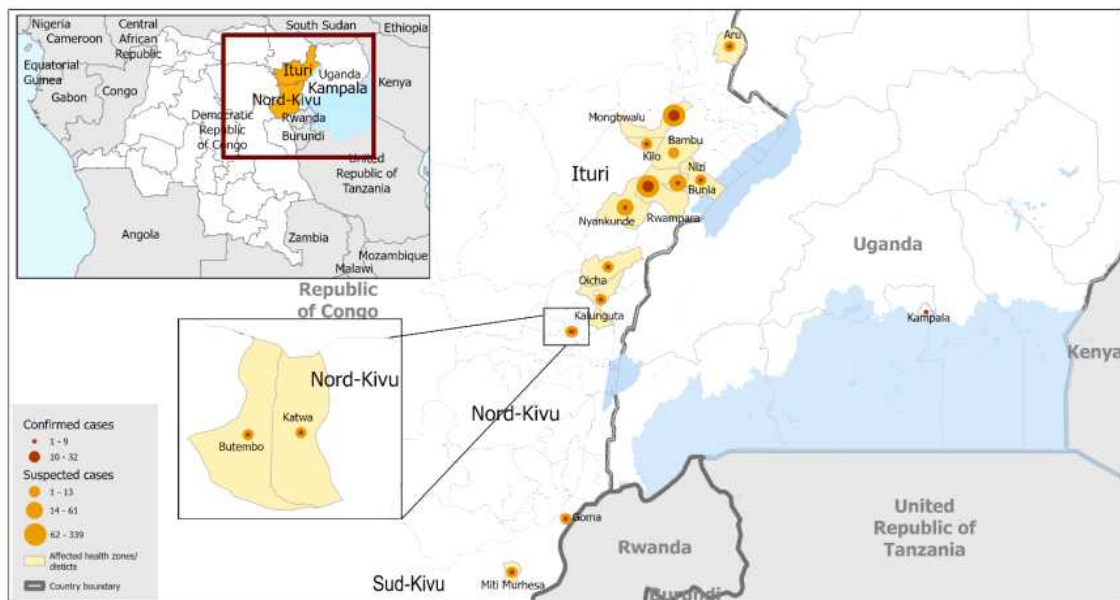 Nigeria
Cameroon
Central
African
Republic
South Sudan
Ethiopia
Equatorial
Guinea
Gabon
Congo
Ituri
Uganda
Kampala
Kenya
Nord-Kivu
Democratic
Republic
of Congo
Rwanda
Burundi
United
Republic of
Tanzania
Angola
Zambia
Malawi
Mozambique
Aru
Mongbwalu
Bambu
Kilo
Nizi
Ituri
Bunia
Nyankunde
Rwampara
Uganda
Oicha
Republic
of Congo
Kalunguta
Kampala
Kenya
Nord-Kivu
Katwa
Butembo
Nord-Kivu
Confirmed cases
1 - 9
10 - 32
Suspected cases
1 - 13
14 - 61
62 - 339
Affected health zones/
disticts
Country boundary
Goma
United
Republic of
Tanzania
Rwanda
Miti Murhesa
Sud-Kivu
Burundi